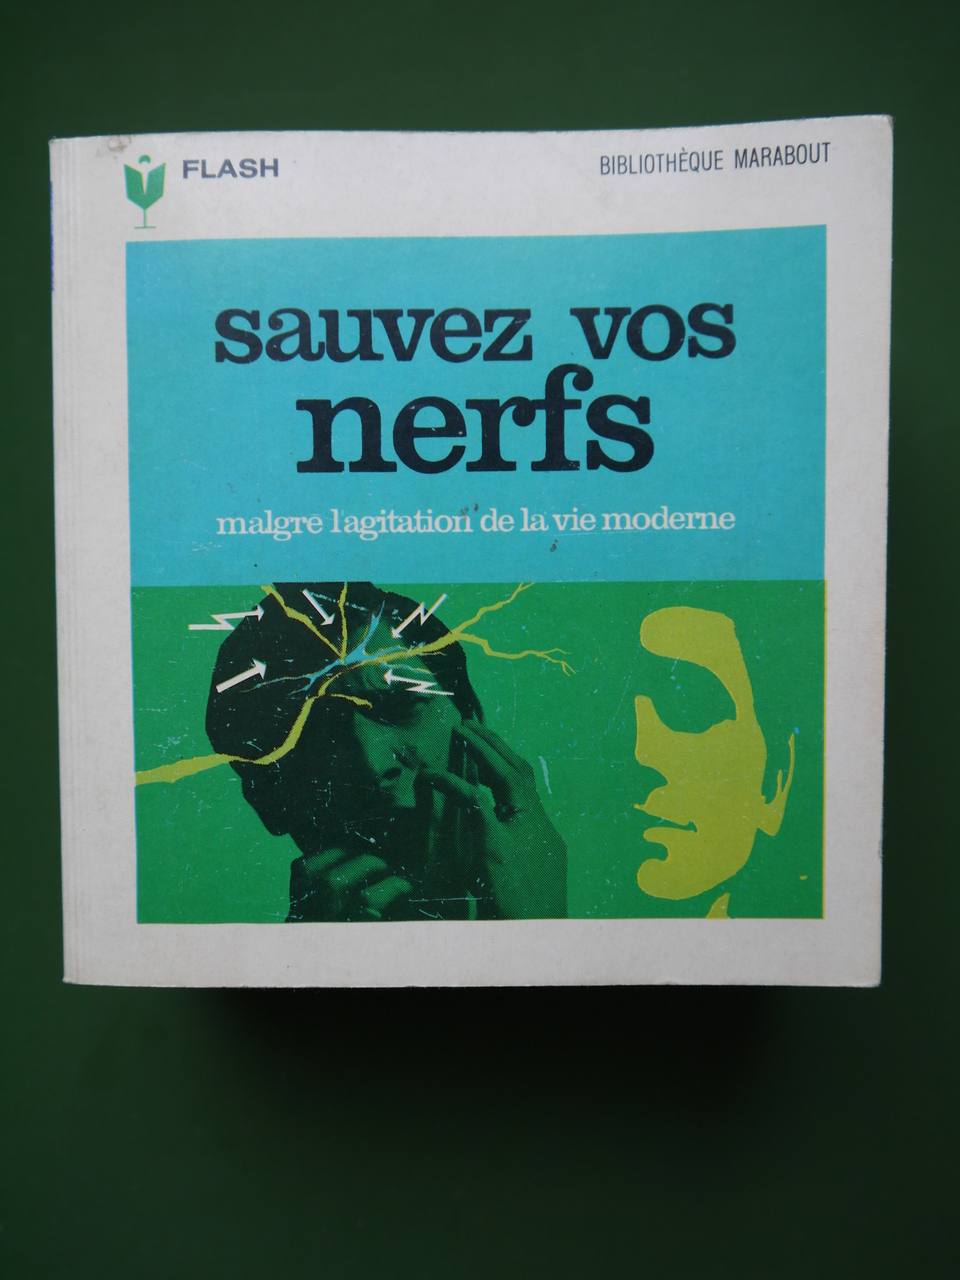 FLASH
BIBLIOTHÈQUE MARABOUT
sauvez vos
nerfs
malgré l'agitation de la vie moderne